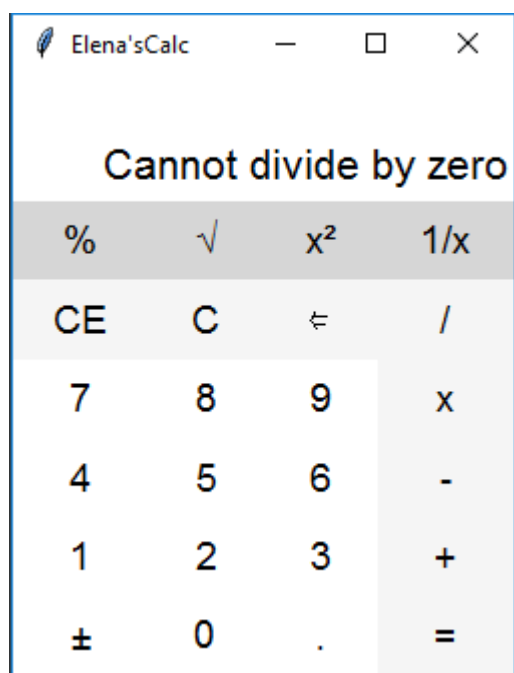 Elena'sCalc
Cannot divide by zero
% √ x² 1/x
CE C ⇐ /
7 8 9 x
4 5 6 -
1 2 3 +
± 0 . =